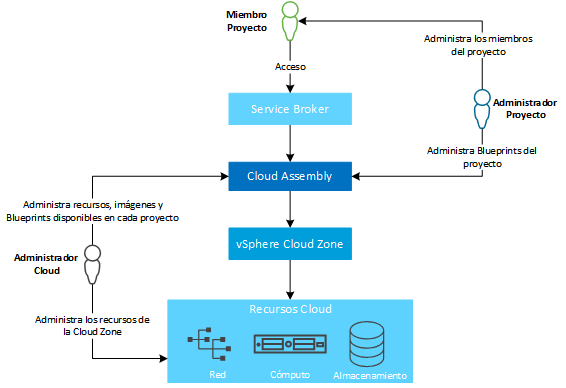 Miembro
Proyecto
Administra los miembros
del proyecto
Acceso
Service Broker
Administrador
Proyecto
Administra Blueprints del
proyecto
Cloud Assembly
Administra recursos, imágenes y
Blueprints disponibles en cada proyecto
vSphere Cloud Zone
Administrador
Cloud
Recursos Cloud
Administra los recursos de
la Cloud Zone
Red
Cómputo
Almacenamiento